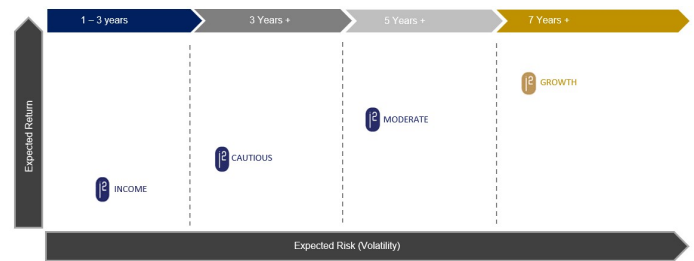 1 – 3 years
3 Years +
5 Years +
7 Years +
Expected Return
GROWTH
MODERATE
CAUTIOUS
INCOME
Expected Risk (Volatility)